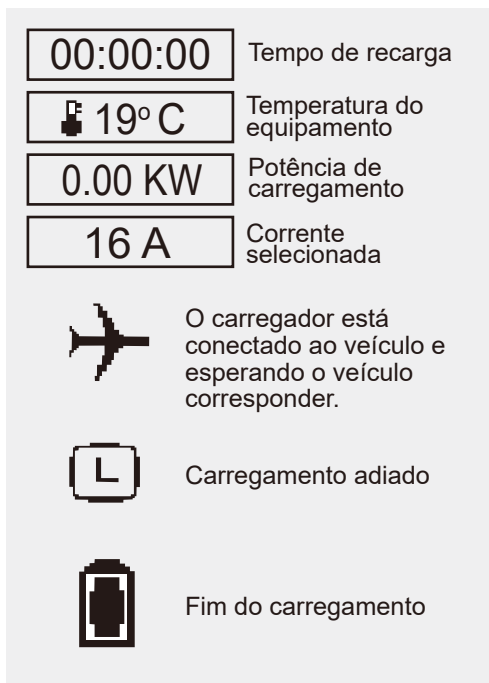 00:00:00 Tempo de recarga
19º C Temperatura do
equipamento
0.00 KW Potência de
carregamento
16 A Corrente
selecionada
O carregador está
conectado ao veículo e
esperando o veículo
corresponder.
L Carregamento adiado
Fim do carregamento